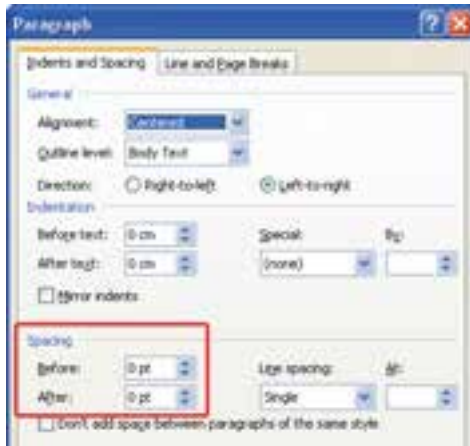 Paragraph
Indents and Spacing Line and Page Breaks
General
Alignment: Centered
Outline level: Body Text
Direction: Right-to-left Left-to-right
Indentation
Before text: 0 cm Special: By:
After text: 0 cm (none)
Mirror indents
Spacing
Before: 0 pt Line spacing: At:
After: 0 pt Single
Don't add space between paragraphs of the same style